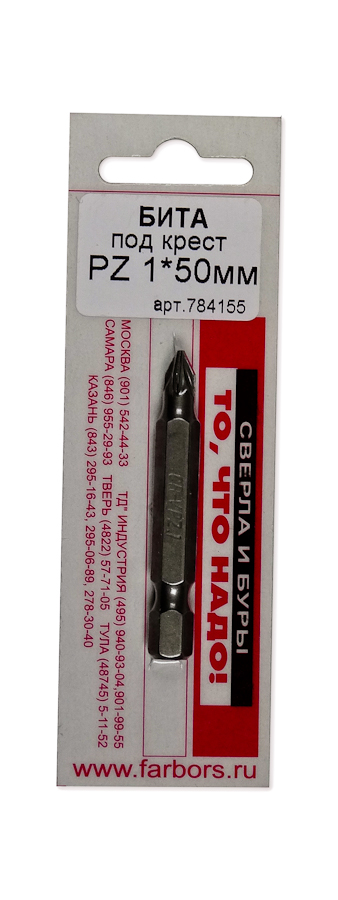 БИТА
под крест
PZ 1*50мм
арт.784155
МОСКВА (901) 542-44-33 ТД" ИНДУСТРИЯ (495) 940-93-04,901-99-55
САМАРА (846) 955-29-93 ТВЕРЬ (4822) 57-71-05 ТУЛА (48745) 5-11-52
КАЗАНЬ (843) 295-16-43, 295-06-89, 278-30-40
СВЕРЛА И БУРЫ
ТО, ЧТО НАДО!
www.farbors.ru